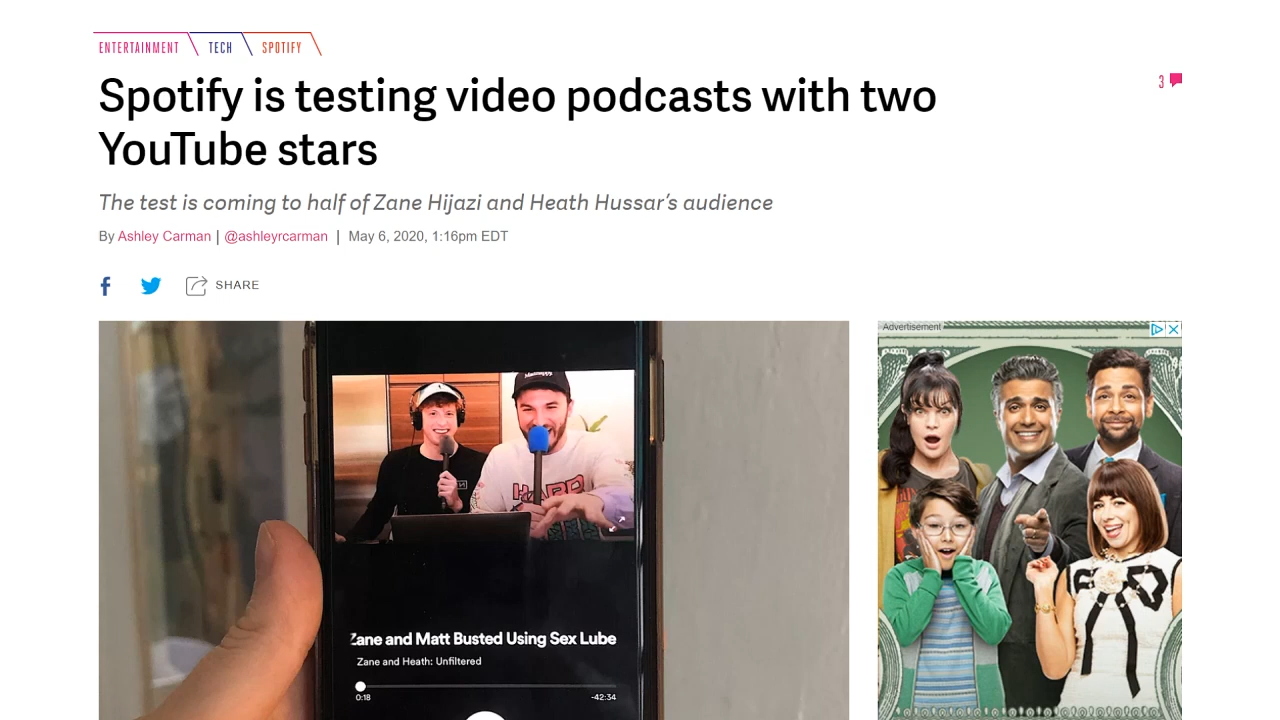 ENTERTAINMENT TECH SPOTIFY
Spotify is testing video podcasts with two
YouTube stars
3
The test is coming to half of Zane Hijazi and Heath Hussar's audience
By Ashley Carman | @ashleyrcarman | May 6, 2020, 1:16pm EDT
SHARE
Advertisement
Zane and Matt Busted Using Sex Lube
Zane and Heath: Unfiltered
0:18 -42:34